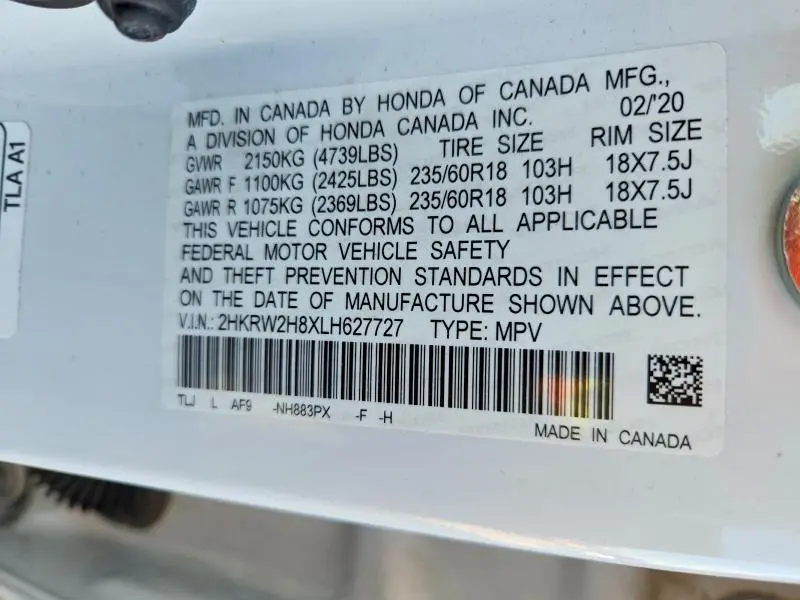 TLA A1
MFD. IN CANADA BY HONDA OF CANADA MFG.,
A DIVISION OF HONDA CANADA INC. 02/'20
GVWR 2150KG (4739LBS) TIRE SIZE RIM SIZE
GAWR F 1100KG (2425LBS) 235/60R18 103H 18X7.5J
GAWR R 1075KG (2369LBS) 235/60R18 103H 18X7.5J
THIS VEHICLE CONFORMS TO ALL APPLICABLE
FEDERAL MOTOR VEHICLE SAFETY
AND THEFT PREVENTION STANDARDS IN EFFECT
ON THE DATE OF MANUFACTURE SHOWN ABOVE.
V.I.N.: 2HKRW2H8XLH627727 TYPE: MPV
TLJ L AF9 -NH883PX -F -H
MADE IN CANADA